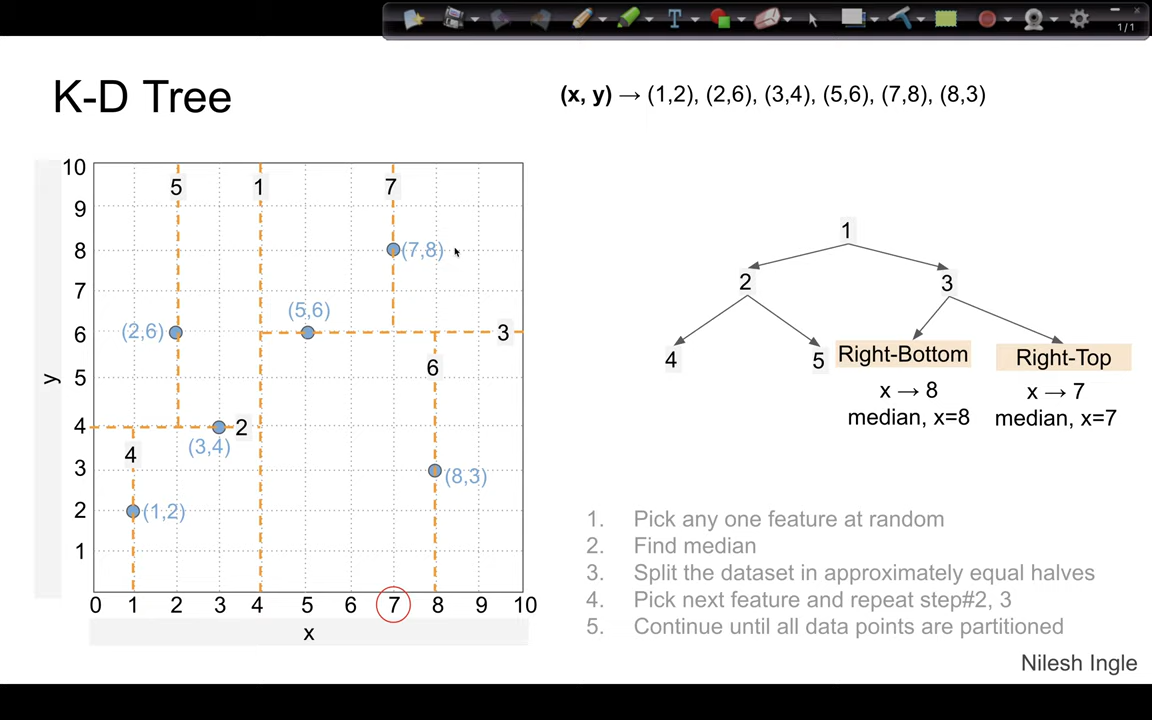 1/1
K-D Tree
(x, y) → (1,2), (2,6), (3,4), (5,6), (7,8), (8,3)
10
9
8
7
6
5
4
3
2
1
y
5
1
7
(7,8)
(5,6)
(2,6)
3
6
2
(3,4)
4
(8,3)
(1,2)
0 1 2 3 4 5 6 7 8 9 10
x
1
2
3
4
5
Right-Bottom
Right-Top
x → 8
x → 7
median, x=8
median, x=7
1. Pick any one feature at random
2. Find median
3. Split the dataset in approximately equal halves
4. Pick next feature and repeat step#2, 3
5. Continue until all data points are partitioned
Nilesh Ingle